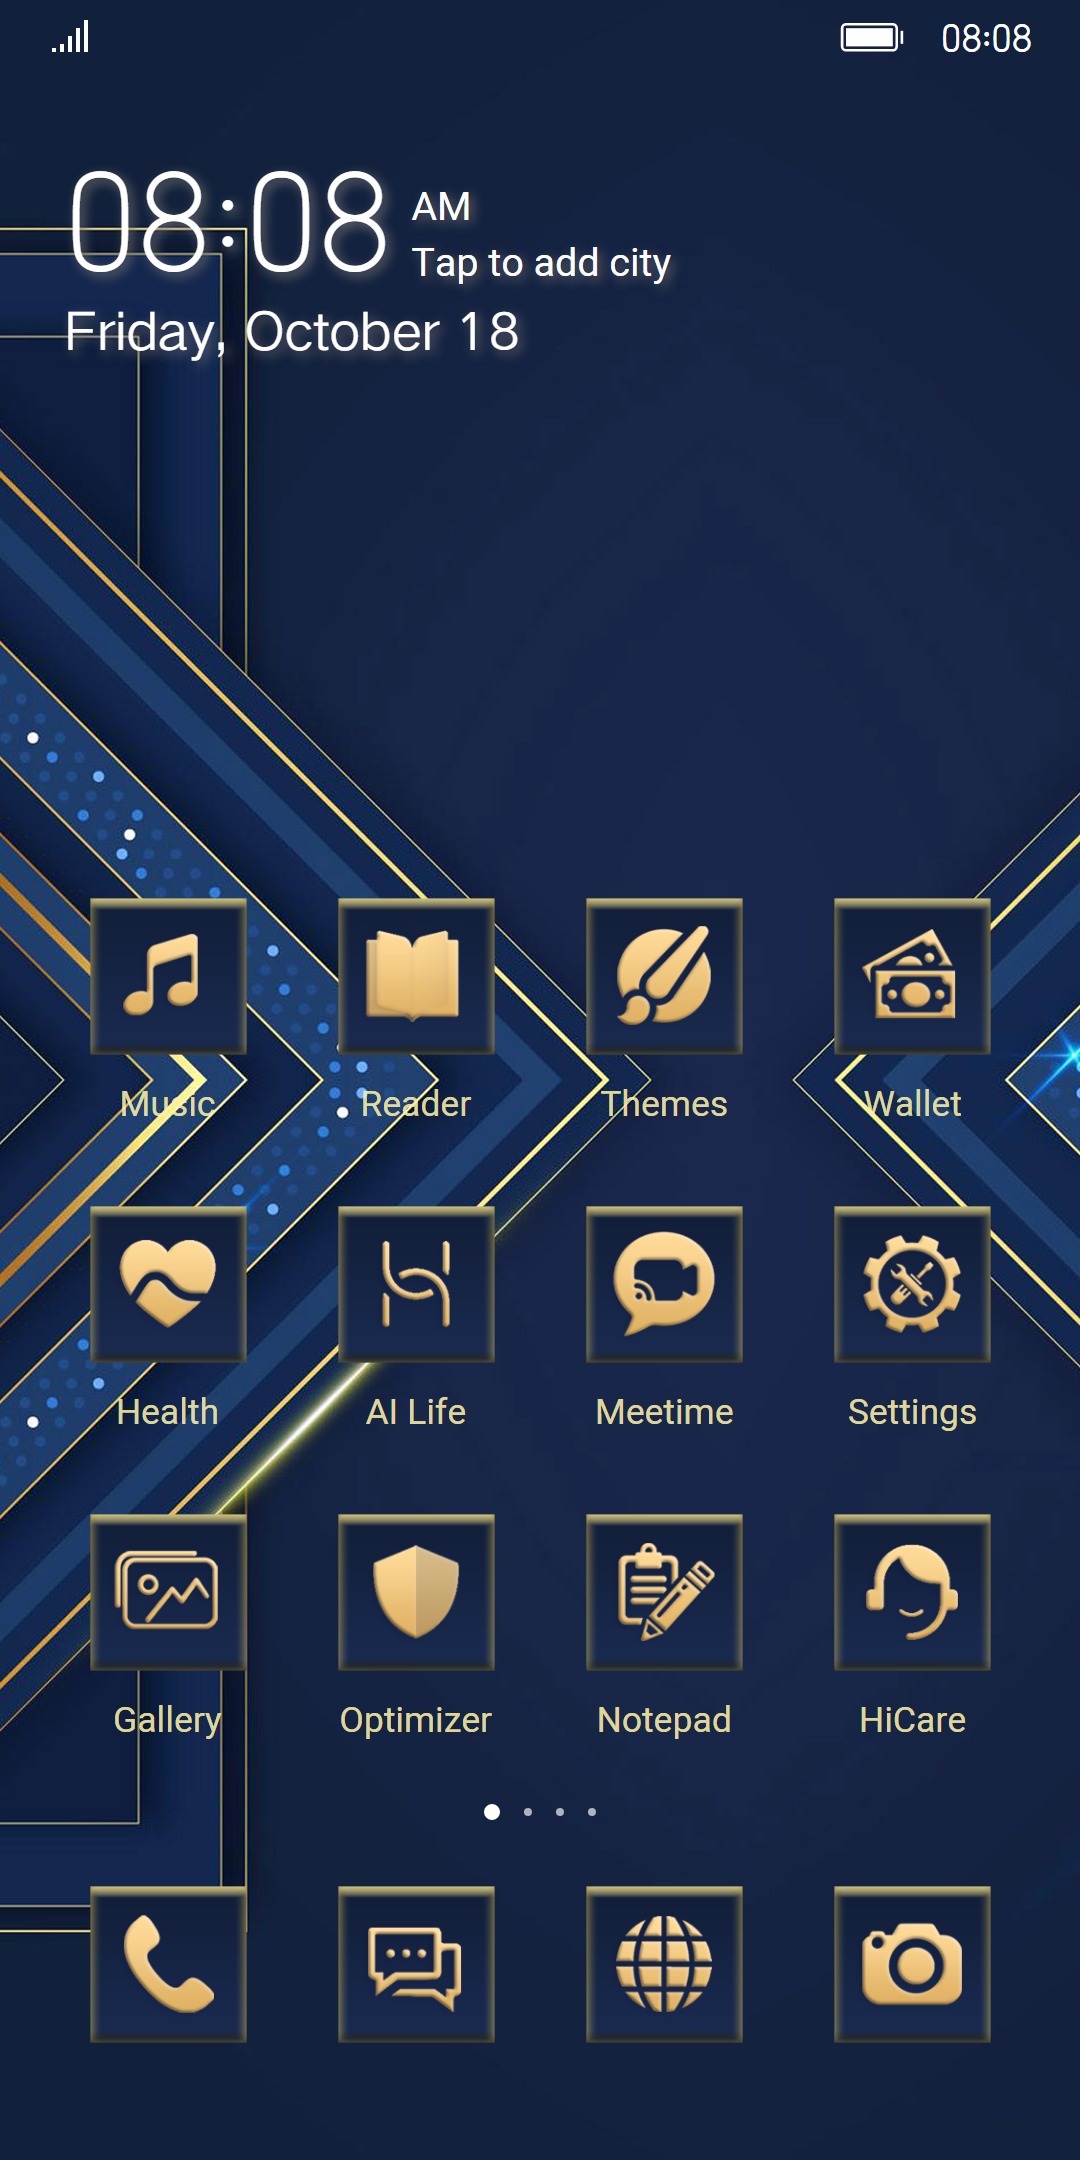 08:08
08:08 AM
Tap to add city
Friday, October 18
Music Reader Themes Wallet
Health AI Life Meetime Settings
Gallery Optimizer Notepad HiCare